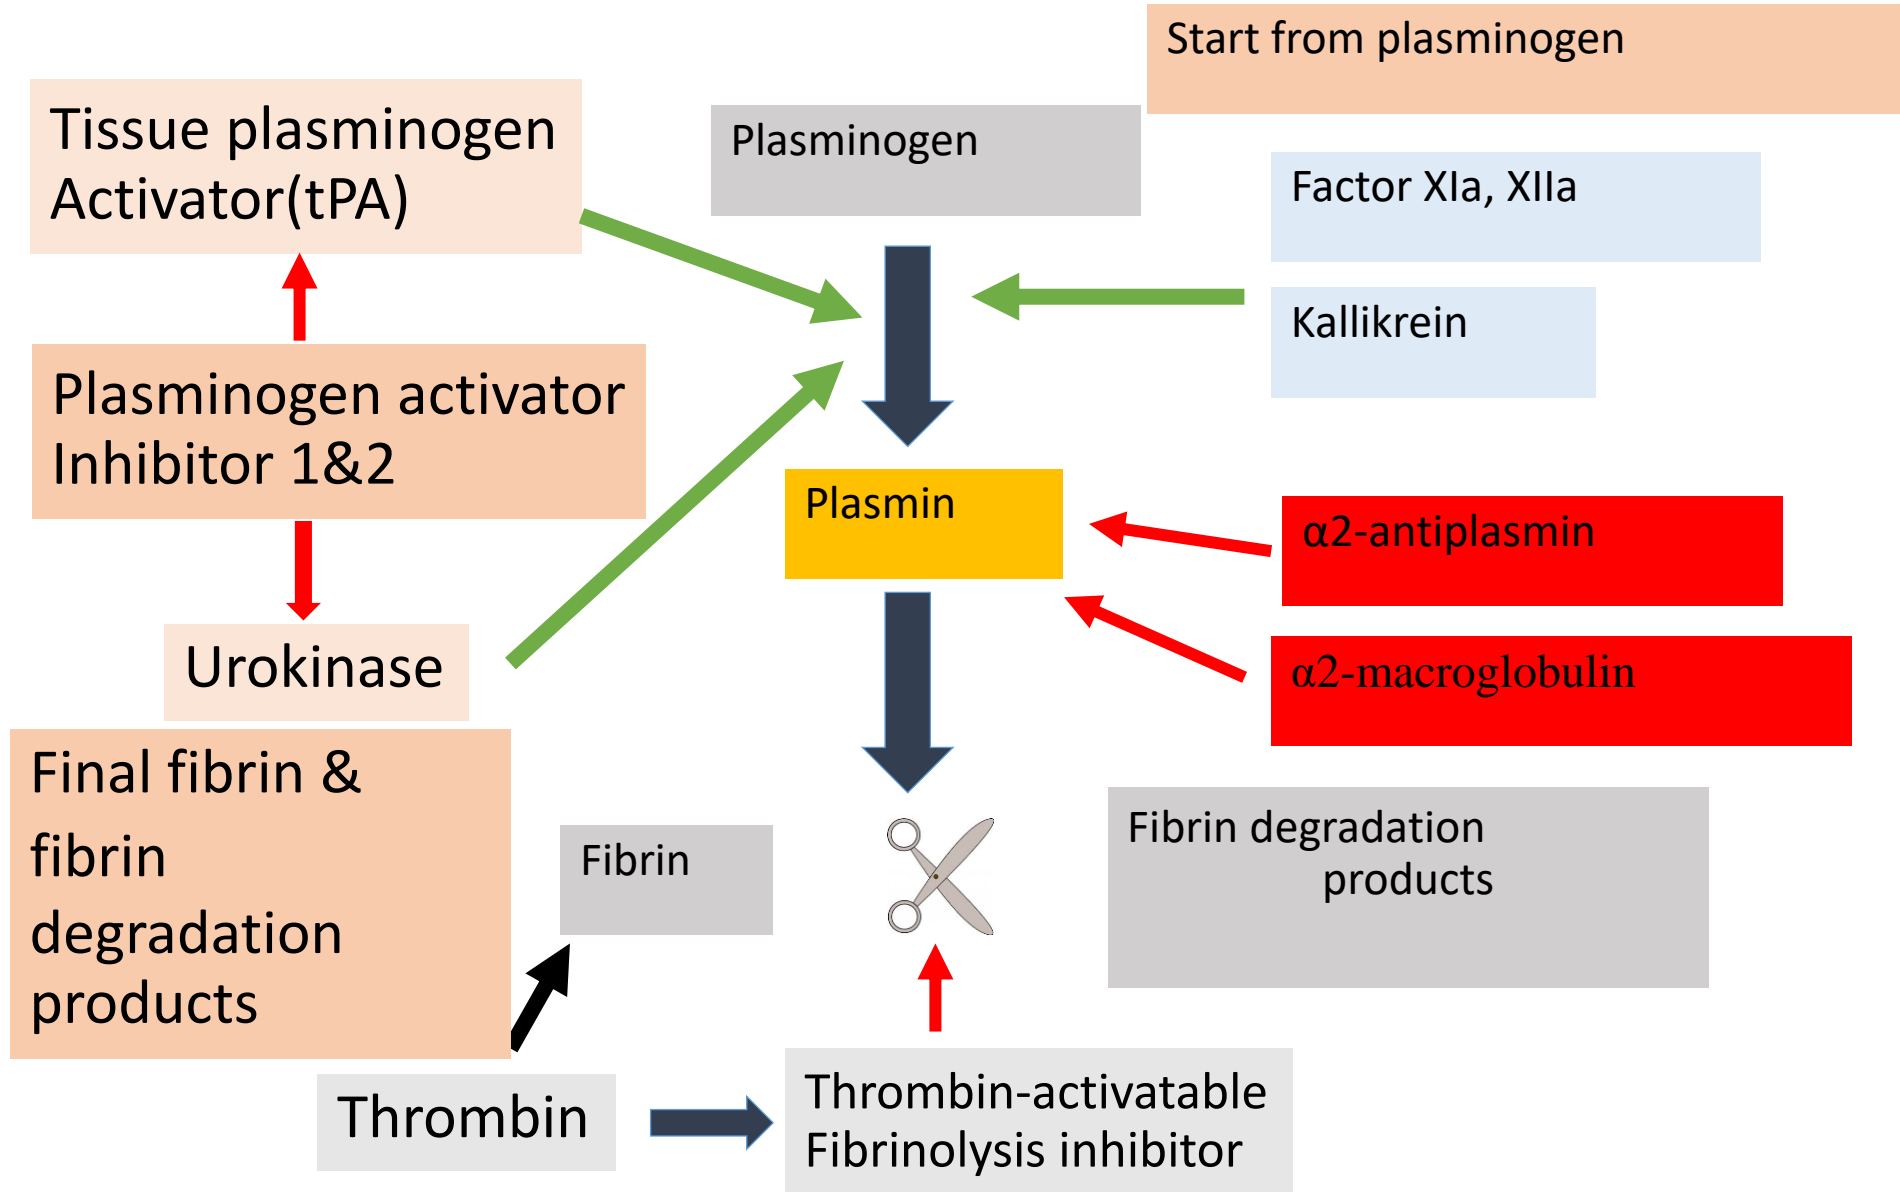 Start from plasminogen
Tissue plasminogen
Activator(tPA)
Plasminogen
Factor XIa, XIIa
Kallikrein
Plasminogen activator
Inhibitor 1&2
Plasmin
α2-antiplasmin
Urokinase
α2-macroglobulin
Final fibrin &
fibrin
degradation
products
Fibrin
Fibrin degradation
products
Thrombin
Thrombin-activatable
Fibrinolysis inhibitor